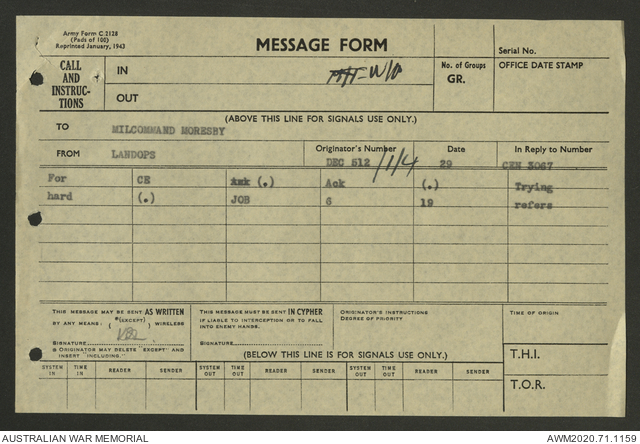 Army Form C.2128
(Pads of 100)
Reprinted January, 1943
MESSAGE FORM
Serial No.
CALL AND INSTRUC- TIONS
IN
No. of Groups
GR.
OFFICE DATE STAMP
OUT
(ABOVE THIS LINE FOR SIGNALS USE ONLY.)
TO MILCOMMAND MORESBY
Originator's Number Date In Reply to Number
FROM LANDOPS DEC 512 /1/4 29 CEN 3067
For CE (.) Ack (.) Trying
hard (.) JOB 6 19 refers
THIS MESSAGE MAY BE SENT AS WRITTEN
BY ANY MEANS: ( *(EXCEPT) ) WIRELESS
SIGNATURE
ORIGINATOR MAY DELETE "EXCEPT" AND
INSERT "INCLUDING."
THIS MESSAGE MUST BE SENT IN CYPHER
IF LIABLE TO INTERCEPTION OR TO FALL
INTO ENEMY HANDS.
SIGNATURE
ORIGINATOR'S INSTRUCTIONS
DEGREE OF PRIORITY
TIME OF ORIGIN
(BELOW THIS LINE IS FOR SIGNALS USE ONLY.)
T.H.I.
SYSTEM IN TIME IN READER SENDER SYSTEM OUT TIME OUT READER SENDER SYSTEM OUT TIME OUT READER SENDER
T.O.R.
AUSTRALIAN WAR MEMORIAL
AWM2020.71.1159